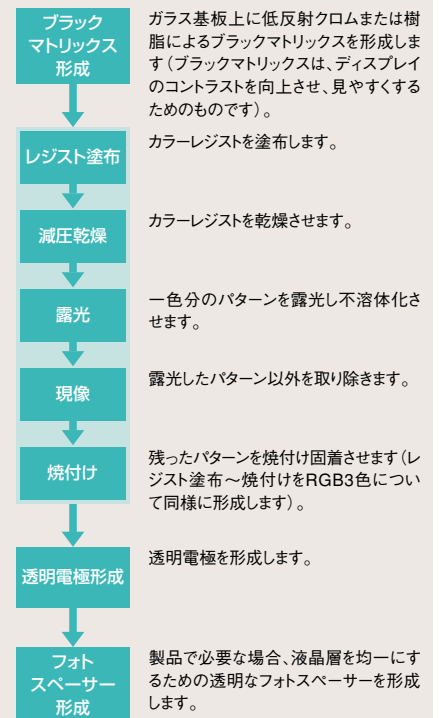 ブラック
マトリックス
形成
ガラス基板上に低反射クロムまたは樹
脂によるブラックマトリックスを形成しま
す（ブラックマトリックスは、ディスプレイ
のコントラストを向上させ、見やすくする
ためのものです）。
レジスト塗布
カラーレジストを塗布します。
減圧乾燥
カラーレジストを乾燥させます。
露光
一色分のパターンを露光し不溶体化さ
せます。
現像
露光したパターン以外を取り除きます。
焼付け
残ったパターンを焼付け固着させます（レ
ジスト塗布～焼付けをRGB3色につい
て同様に形成します）。
透明電極形成
透明電極を形成します。
フォト
スペーサー
形成
製品で必要な場合、液晶層を均一にす
るための透明なフォトスペーサーを形成
します。